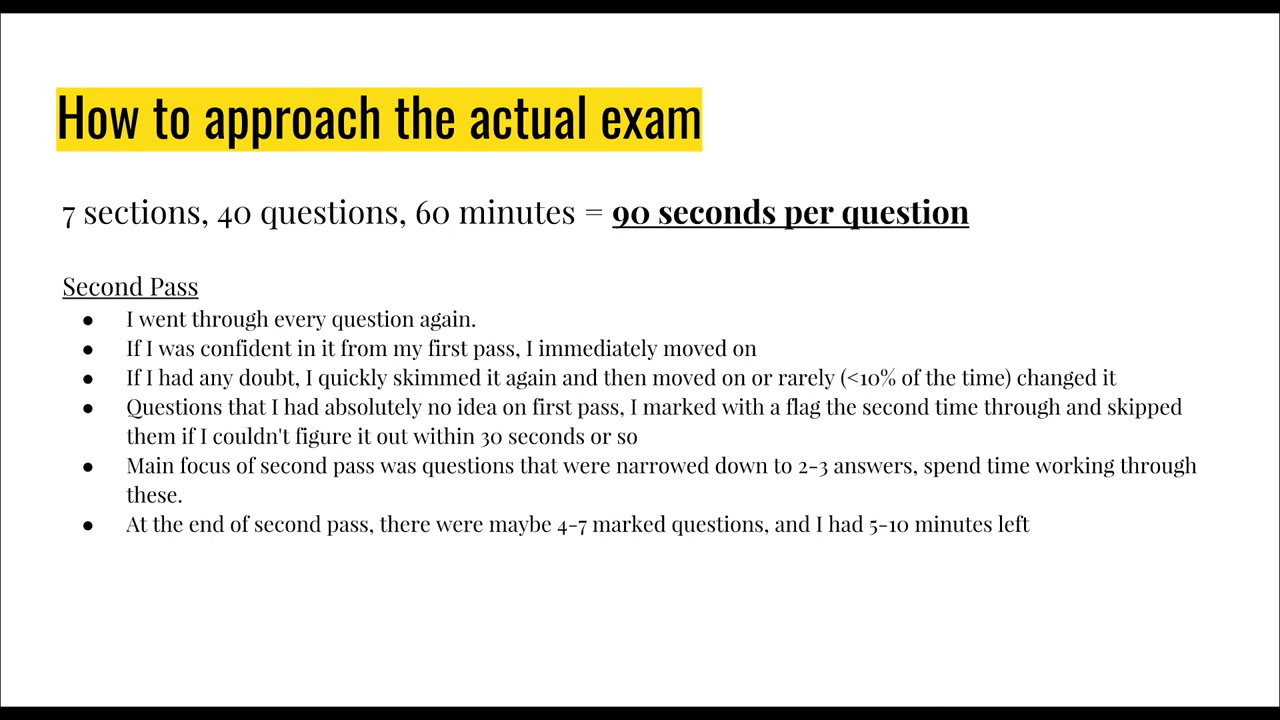 How to approach the actual exam
7 sections, 40 questions, 60 minutes = 90 seconds per question
Second Pass
● I went through every question again.
● If I was confident in it from my first pass, I immediately moved on
● If I had any doubt, I quickly skimmed it again and then moved on or rarely (<10% of the time) changed it
● Questions that I had absolutely no idea on first pass, I marked with a flag the second time through and skipped
them if I couldn't figure it out within 30 seconds or so
● Main focus of second pass was questions that were narrowed down to 2-3 answers, spend time working through
these.
● At the end of second pass, there were maybe 4-7 marked questions, and I had 5-10 minutes left